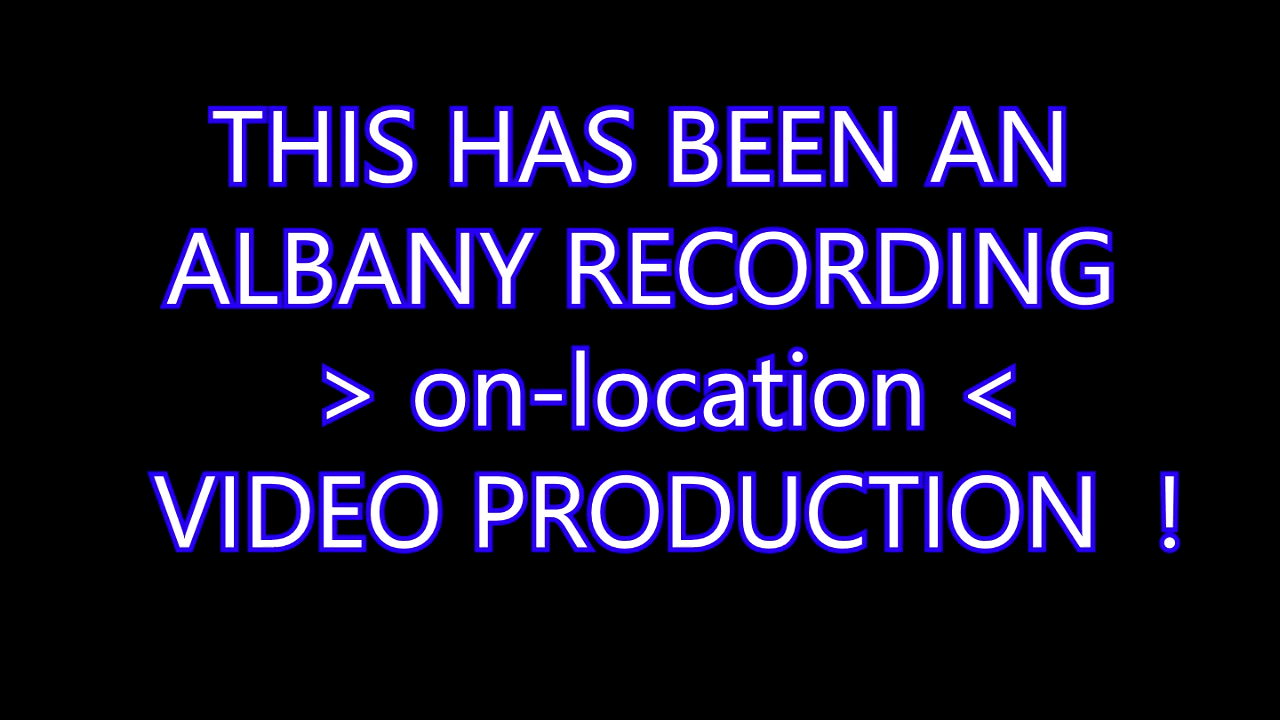 THIS HAS BEEN AN
ALBANY RECORDING
> on-location <
VIDEO PRODUCTION !